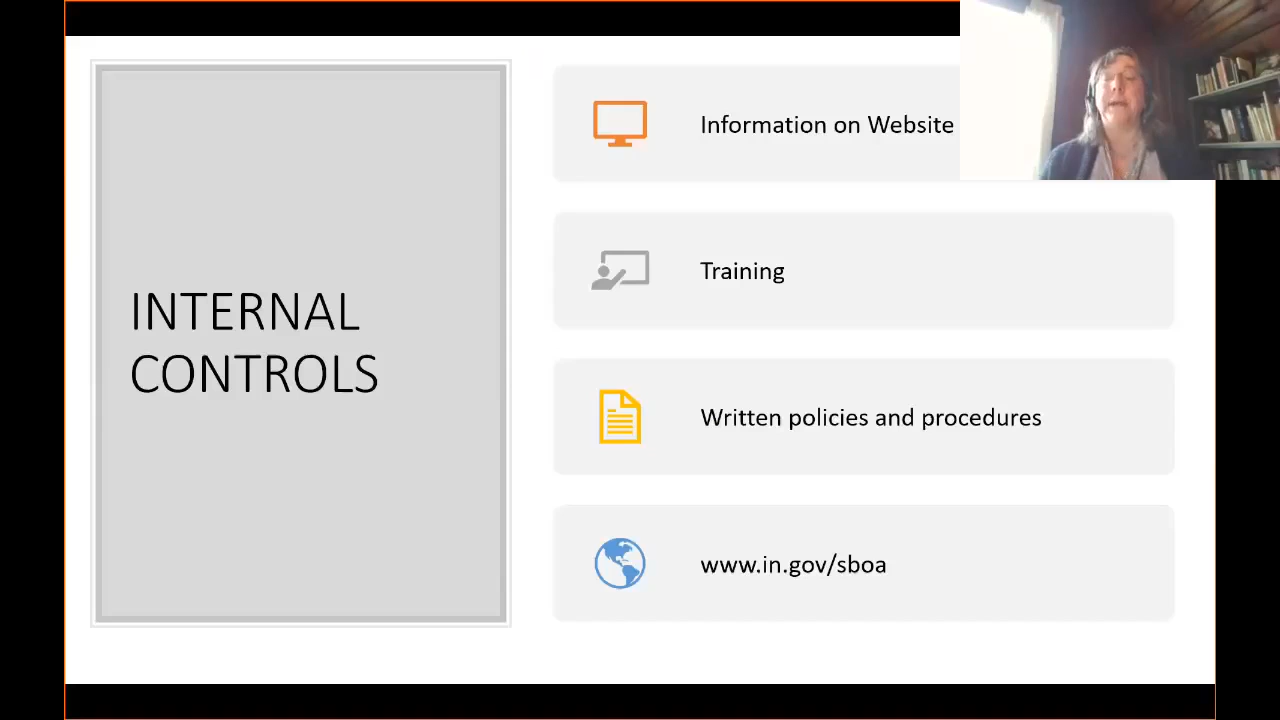 INTERNAL
CONTROLS
Information on Website
Training
Written policies and procedures
www.in.gov/sboa